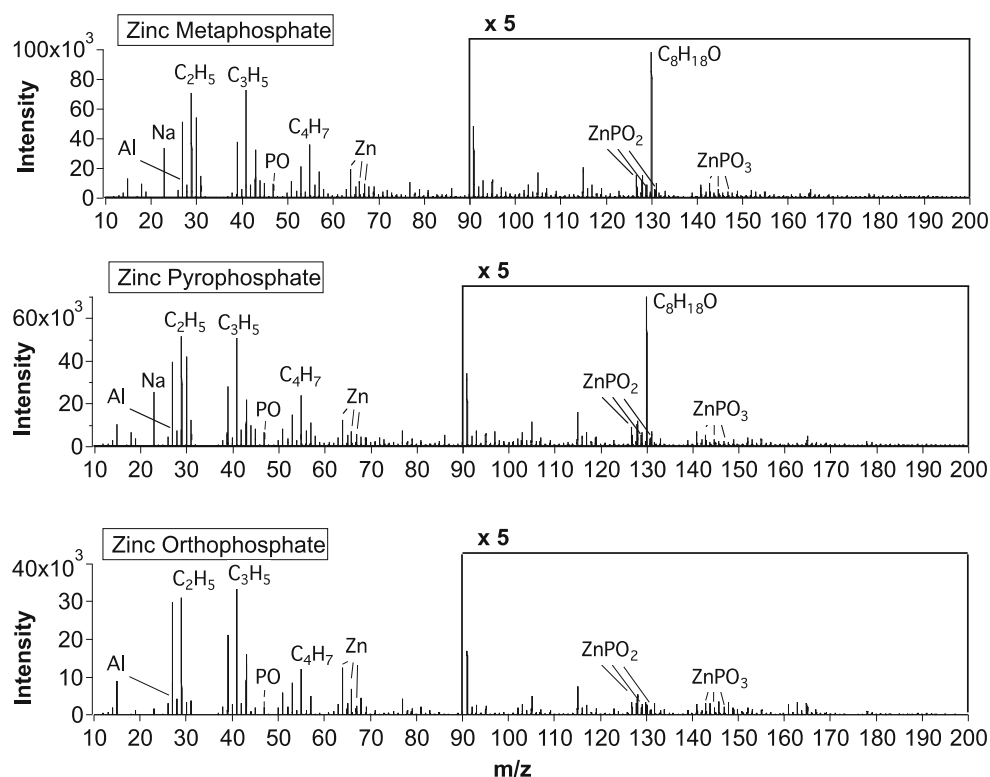 Zinc Metaphosphate
x 5
100x10³
80
60
40
20
0
Intensity
Al
Na
C₂H₅
C₃H₅
PO
C₄H₇
Zn
ZnPO₂
C₈H₁₈O
ZnPO₃
10 20 30 40 50 60 70 80 90 100 110 120 130 140 150 160 170 180 190 200
Zinc Pyrophosphate
x 5
60x10³
40
20
0
Intensity
Al
Na
C₂H₅
C₃H₅
PO
C₄H₇
Zn
ZnPO₂
C₈H₁₈O
ZnPO₃
10 20 30 40 50 60 70 80 90 100 110 120 130 140 150 160 170 180 190 200
Zinc Orthophosphate
x 5
40x10³
30
20
10
0
Intensity
Al
C₂H₅
C₃H₅
PO
C₄H₇
Zn
ZnPO₂
ZnPO₃
10 20 30 40 50 60 70 80 90 100 110 120 130 140 150 160 170 180 190 200
m/z